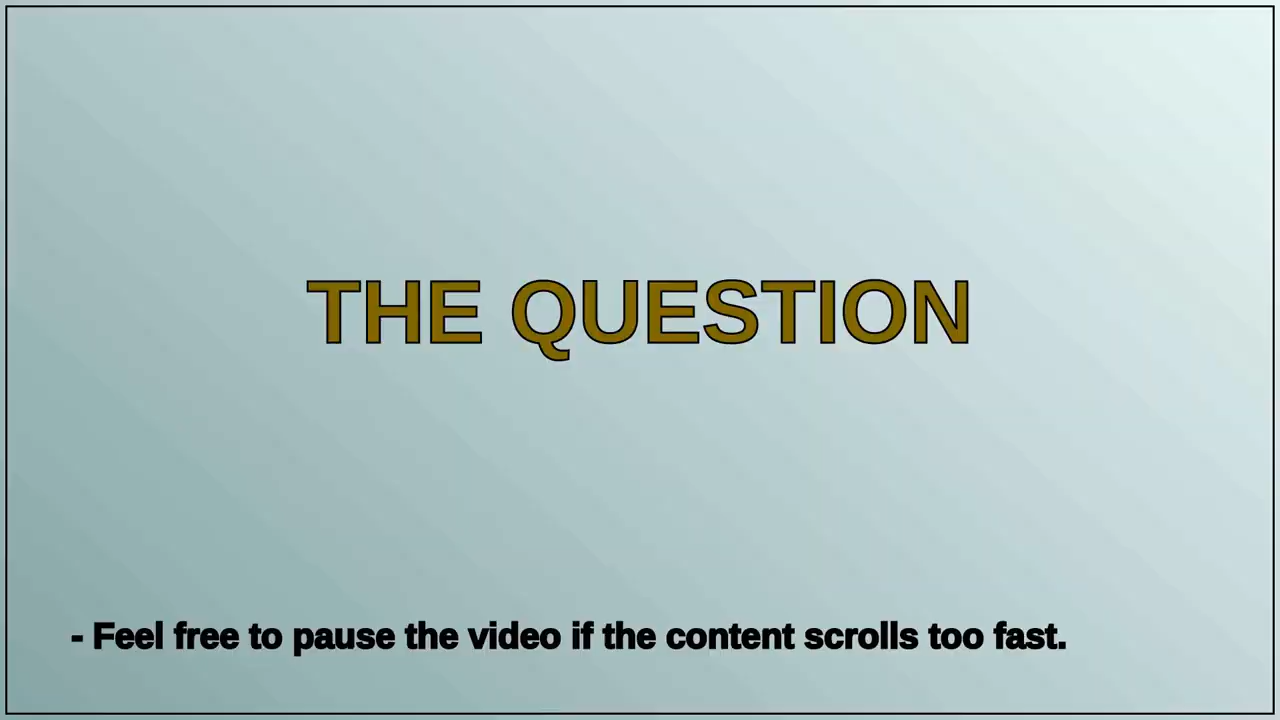 THE QUESTION
- Feel free to pause the video if the content scrolls too fast.